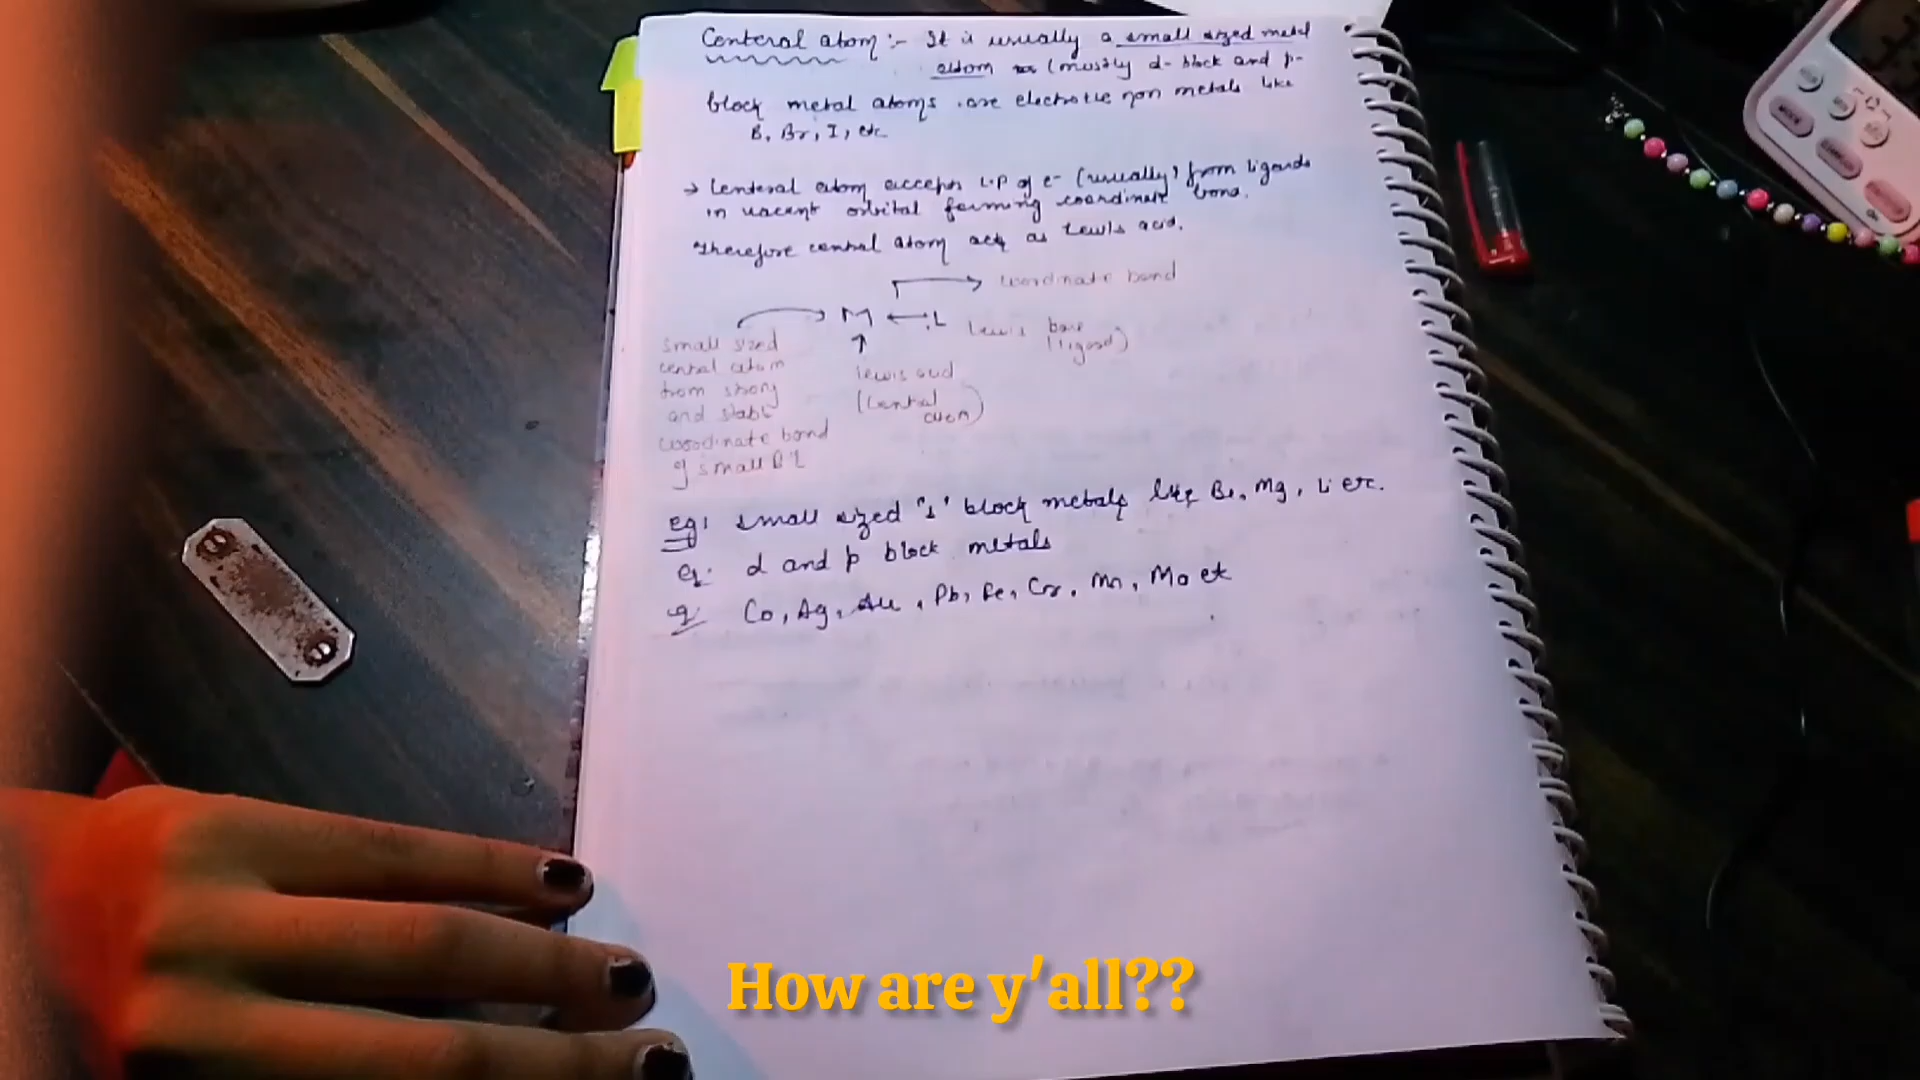 Centeral atom :- It is usually a small sized metal
atom (mostly d-block and p-
block metal atoms are electrotic non metals like
B, Br, I, etc
→ Centeral atom accepts L.P of e- (usually) from ligands
in vacant orbital forming coordinate bond.
Therefore central atom act as Lewis acid.
coordinate bond
M ← L
Lewis base
(ligand)
small sized
central atom
from strong
and stable
coordinate bond
of small B L
Lewis acid
(central
atom)
Eg: small sized 's' block metals like Be, Mg, Li etc.
eg: d and p block metals
eg Co, Ag, Au, Pb, Fe, Cr, Mn, Mo etc
How are y'all??